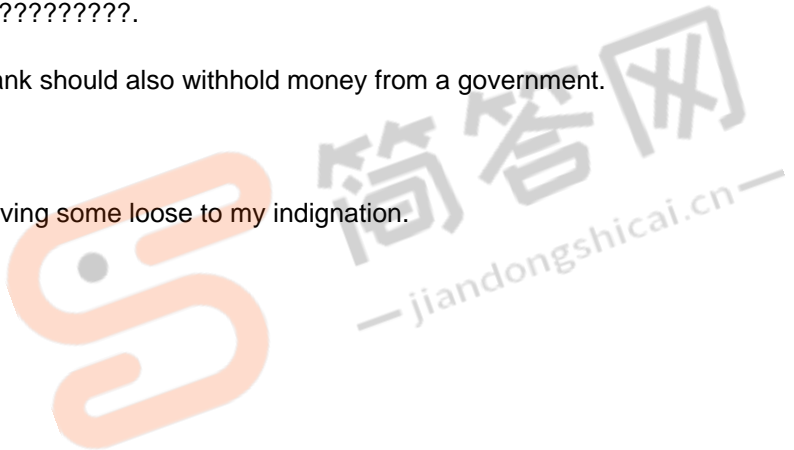 ?????????.
ank should also withhold money from a government.
ving some loose to my indignation.
简答网
— jiandongshicai.cn —